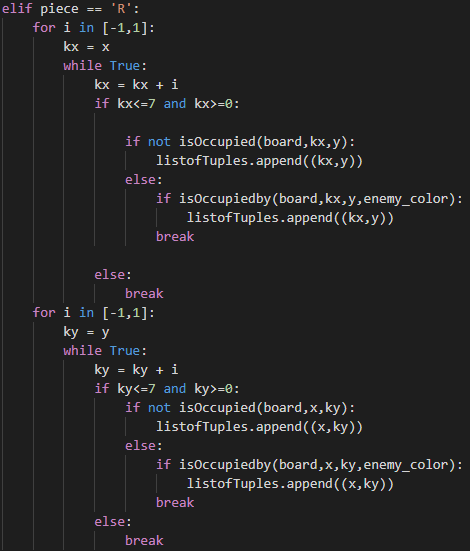 elif piece == 'R':
    for i in [-1,1]:
        kx = x
        while True:
            kx = kx + i
            if kx<=7 and kx>=0:

                if not isOccupied(board,kx,y):
                    listofTuples.append((kx,y))
                else:
                    if isOccupiedby(board,kx,y,enemy_color):
                        listofTuples.append((kx,y))
                    break

            else:
                break
    for i in [-1,1]:
        ky = y
        while True:
            ky = ky + i
            if ky<=7 and ky>=0:
                if not isOccupied(board,x,ky):
                    listofTuples.append((x,ky))
                else:
                    if isOccupiedby(board,x,ky,enemy_color):
                        listofTuples.append((x,ky))
                    break
            else:
                break